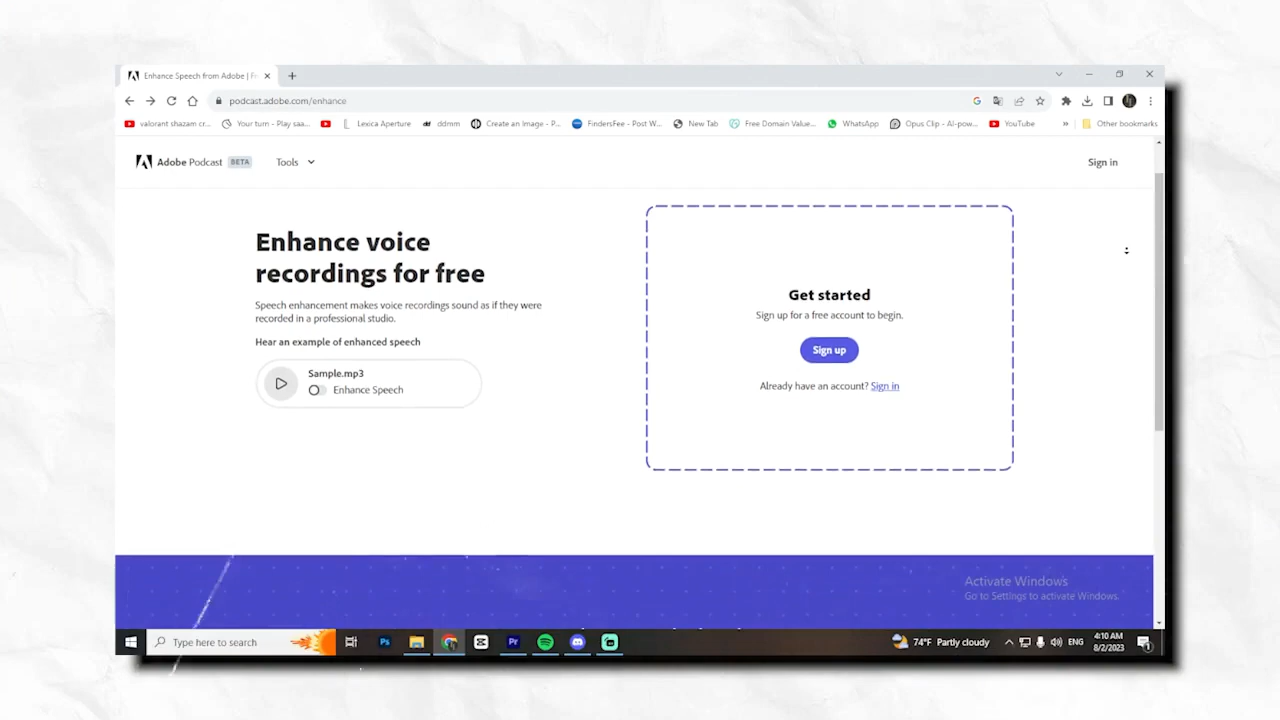 Enhance Speech from Adobe | Fr
podcast.adobe.com/enhance
valorant shazam cr...
Your turn - Play saa...
Lexica Aperture
ddmm
Create an Image - P...
FindersFee - Post W...
New Tab
Free Domain Value...
WhatsApp
Opus Clip - AI-pow...
YouTube
»
Other bookmarks
Adobe Podcast BETA
Tools
Sign in
Enhance voice
recordings for free
Speech enhancement makes voice recordings sound as if they were
recorded in a professional studio.
Hear an example of enhanced speech
Sample.mp3
Enhance Speech
Get started
Sign up for a free account to begin.
Sign up
Already have an account? Sign in
Activate Windows
Go to Settings to activate Windows.
Type here to search
Ps
Pr
74°F Partly cloudy
ENG
4:10 AM
8/2/2023
1